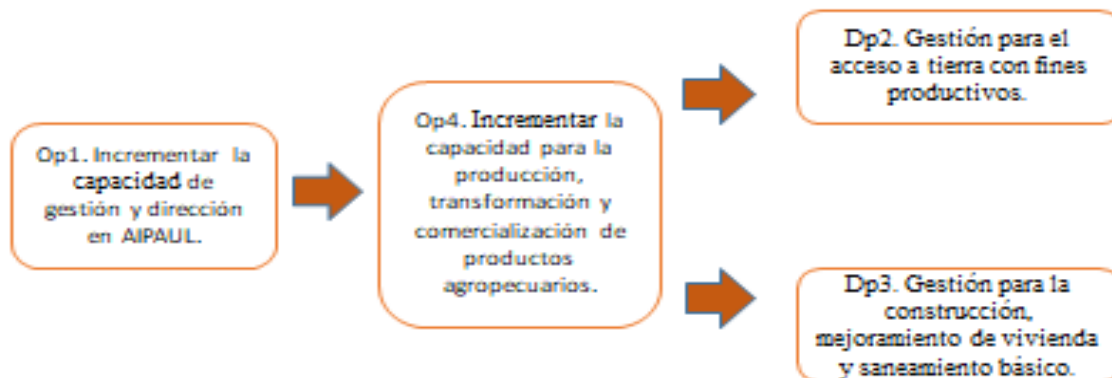 Op1. Incrementar la
capacidad de
gestión y dirección
en AIPAUL.
Op4. Incrementar la
capacidad para la
producción,
transformación y
comercialización de
productos
agropecuarios.
Dp2. Gestión para el
acceso a tierra con fines
productivos.
Dp3. Gestión para la
construcción,
mejoramiento de vivienda
y saneamiento básico.